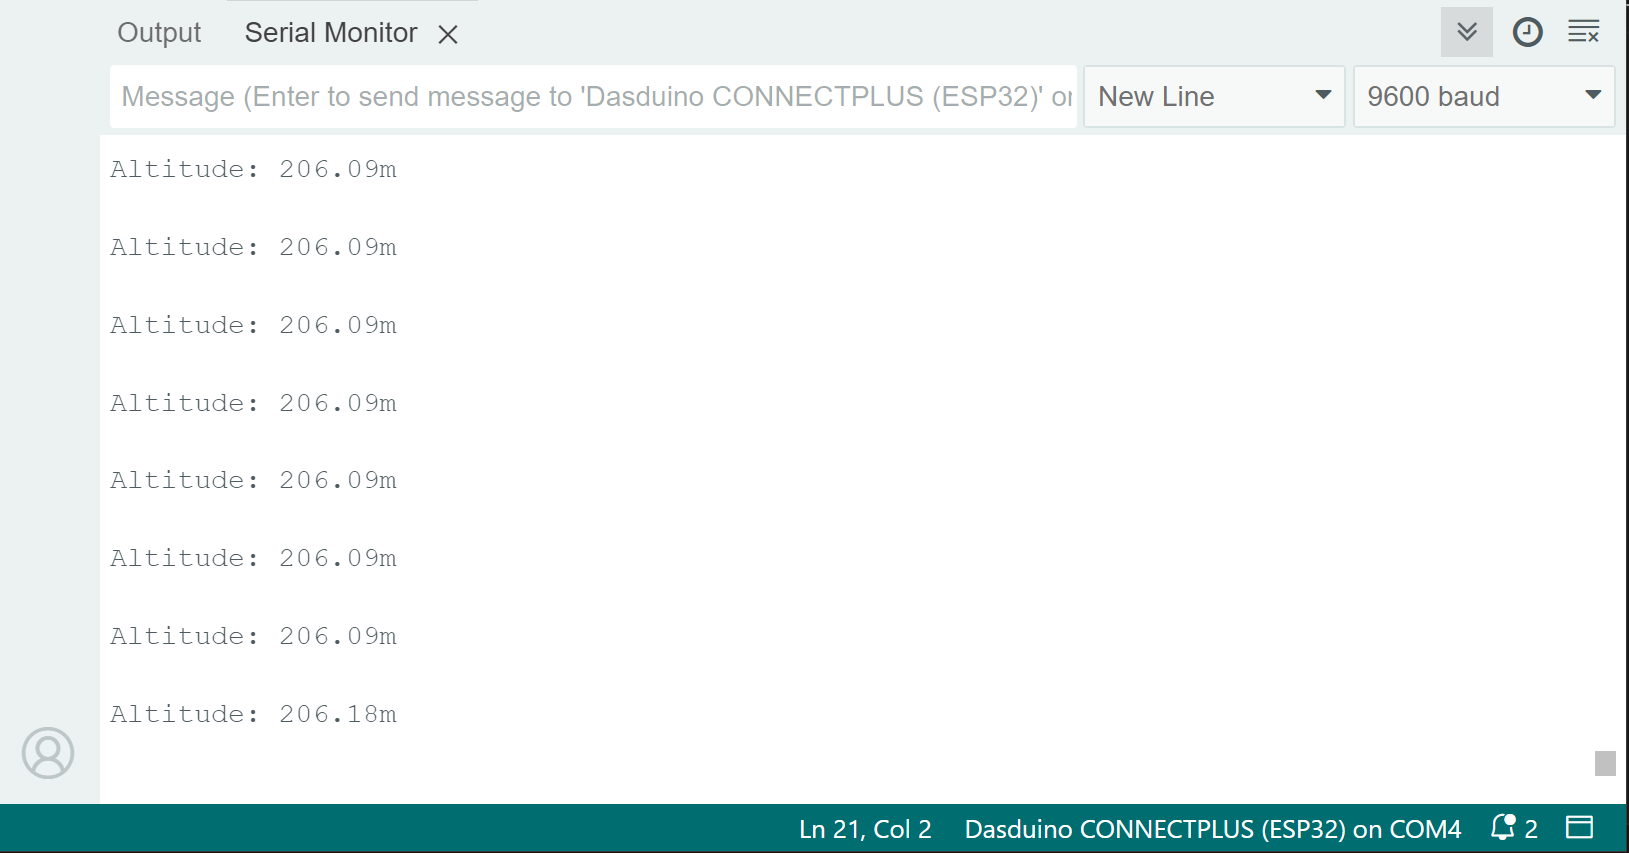 Output Serial Monitor
Message (Enter to send message to 'Dasduino CONNECTPLUS (ESP32)' on New Line 9600 baud
Altitude: 206.09m
Altitude: 206.09m
Altitude: 206.09m
Altitude: 206.09m
Altitude: 206.09m
Altitude: 206.09m
Altitude: 206.09m
Altitude: 206.18m
Ln 21, Col 2 Dasduino CONNECTPLUS (ESP32) on COM4 2